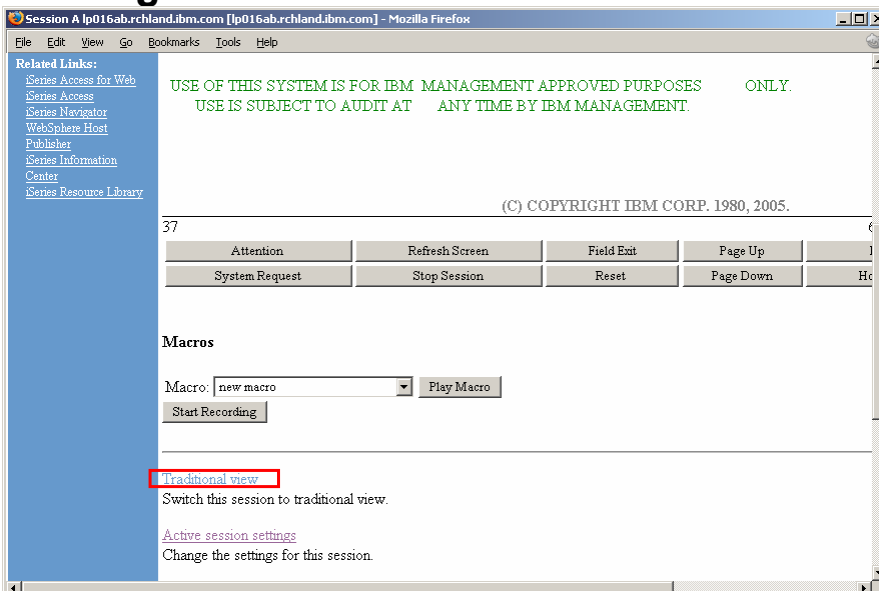 Session A lp016ab.rchland.ibm.com [lp016ab.rchland.ibm.com] - Mozilla Firefox
File Edit View Go Bookmarks Tools Help
Related Links:
iSeries Access for Web
iSeries Access
iSeries Navigator
WebSphere Host
Publisher
iSeries Information
Center
iSeries Resource Library
USE OF THIS SYSTEM IS FOR IBM MANAGEMENT APPROVED PURPOSES ONLY.
USE IS SUBJECT TO AUDIT AT ANY TIME BY IBM MANAGEMENT.
(C) COPYRIGHT IBM CORP. 1980, 2005.
37
Attention Refresh Screen Field Exit Page Up
System Request Stop Session Reset Page Down
Macros
Macro: new macro Play Macro
Start Recording
Traditional view
Switch this session to traditional view.
Active session settings
Change the settings for this session.